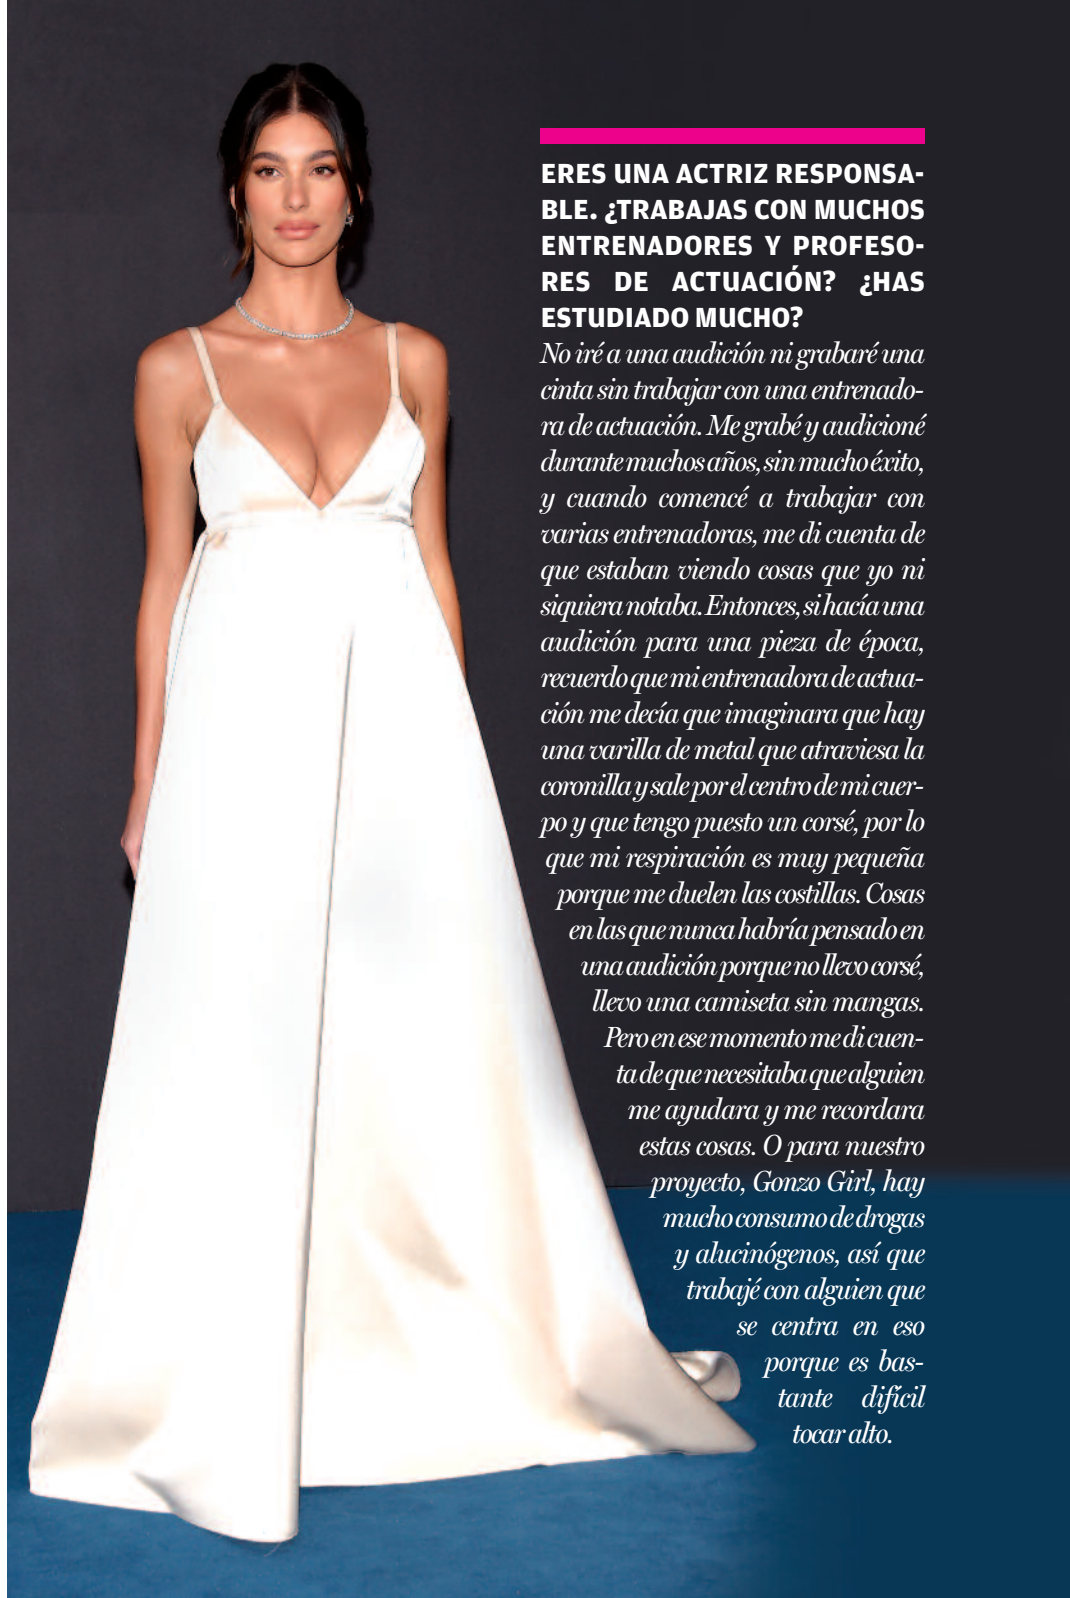 ERES UNA ACTRIZ RESPONSA-
BLE. ¿TRABAJAS CON MUCHOS
ENTRENADORES Y PROFESO-
RES DE ACTUACIÓN? ¿HAS
ESTUDIADO MUCHO?
No iré a una audición ni grabaré una
cinta sin trabajar con una entrenado-
ra de actuación. Me grabé y audicioné
durante muchos años, sin mucho éxito,
y cuando comencé a trabajar con
varias entrenadoras, me di cuenta de
que estaban viendo cosas que yo ni
siquiera notaba. Entonces, si hacía una
audición para una pieza de época,
recuerdo que mi entrenadora de actua-
ción me decía que imaginara que hay
una varilla de metal que atraviesa la
coronilla y sale por el centro de mi cuer-
po y que tengo puesto un corsé, por lo
que mi respiración es muy pequeña
porque me duelen las costillas. Cosas
en las que nunca habría pensado en
una audición porque no llevo corsé,
llevo una camiseta sin mangas.
Pero en ese momento me di cuen-
ta de que necesitaba que alguien
me ayudara y me recordara
estas cosas. O para nuestro
proyecto, Gonzo Girl, hay
mucho consumo de drogas
y alucinógenos, así que
trabajé con alguien que
se centra en eso
porque es bas-
tante difícil
tocar alto.